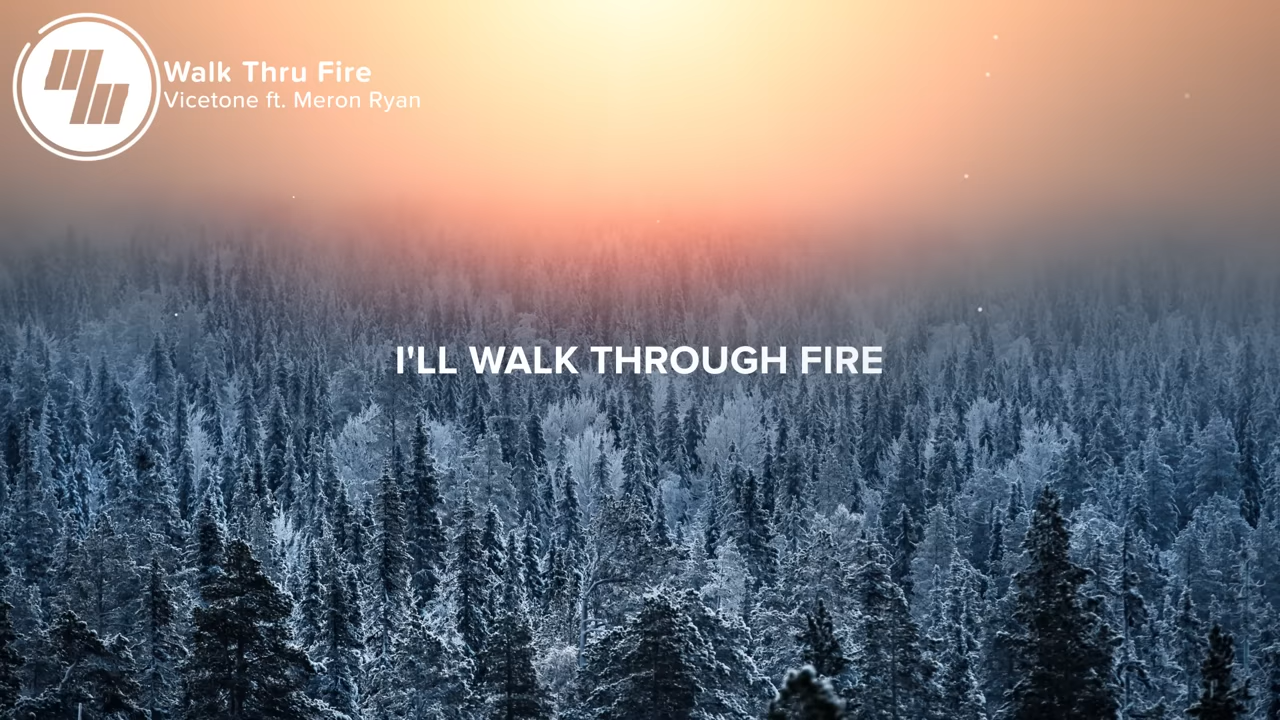 Walk Thru Fire
Vicetone ft. Meron Ryan
I'LL WALK THROUGH FIRE